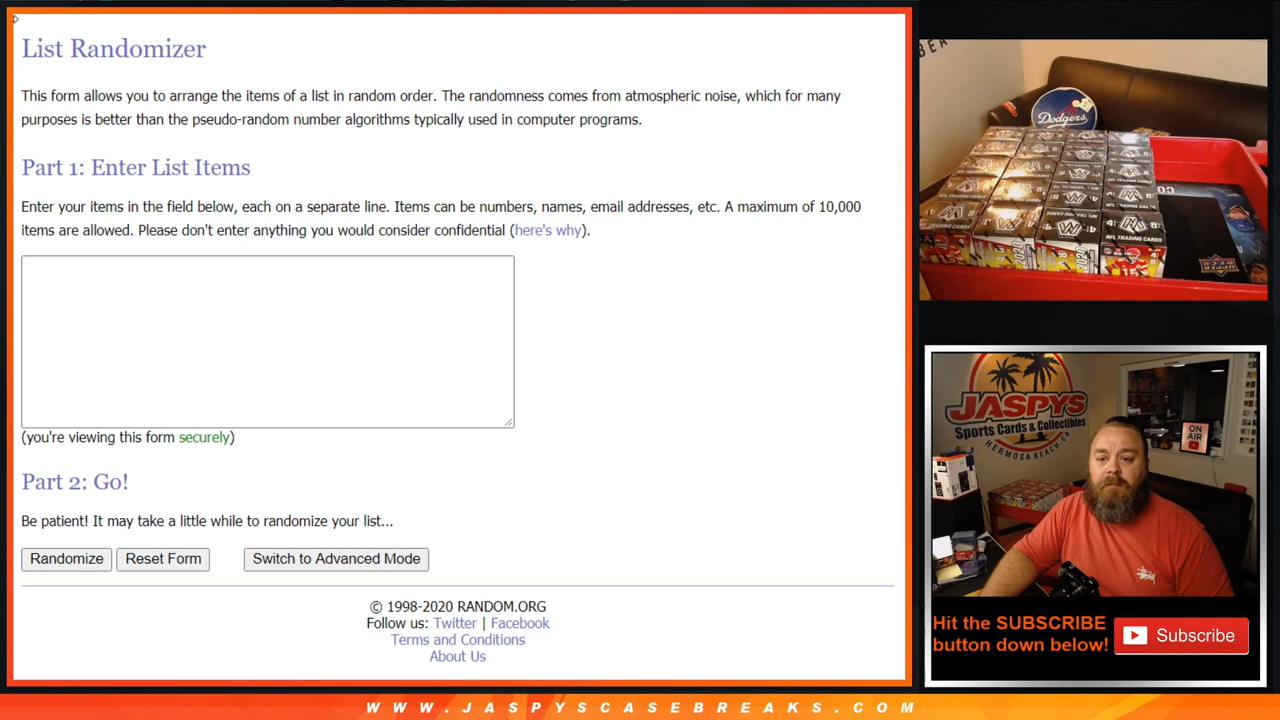 List Randomizer
This form allows you to arrange the items of a list in random order. The randomness comes from atmospheric noise, which for many
purposes is better than the pseudo-random number algorithms typically used in computer programs.
Part 1: Enter List Items
Enter your items in the field below, each on a separate line. Items can be numbers, names, email addresses, etc. A maximum of 10,000
items are allowed. Please don't enter anything you would consider confidential (here's why).
(you're viewing this form securely)
Part 2: Go!
Be patient! It may take a little while to randomize your list...
Randomize Reset Form Switch to Advanced Mode
© 1998-2020 RANDOM.ORG
Follow us: Twitter | Facebook
Terms and Conditions
About Us
Dodgers
NFL TRADING CARDS
UPPER
DECK
JASPYS
Sports Cards & Collectibles
HERMOSA BEACH, CA
ON
AIR
Hit the SUBSCRIBE
button down below!
Subscribe
WWW.JASPYSCASEBREAKS.COM